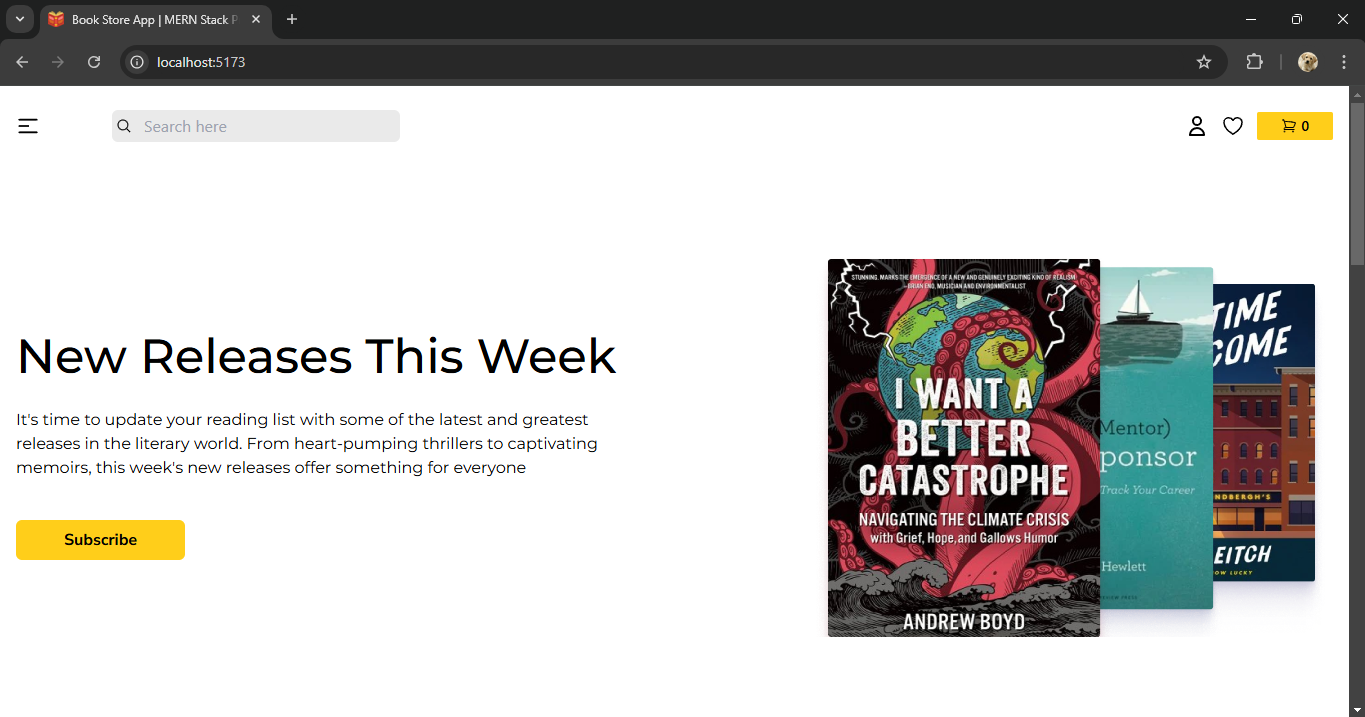 Book Store App | MERN Stack P
localhost:5173
Search here
0
New Releases This Week
It's time to update your reading list with some of the latest and greatest
releases in the literary world. From heart-pumping thrillers to captivating
memoirs, this week's new releases offer something for everyone
Subscribe
STUNNING. MARKS THE EMERGENCE OF A NEW AND GENUINELY EXCITING KIND OF REALISM
—BRIAN ENO, MUSICIAN AND ENVIRONMENTALIST
I WANT A
BETTER
CATASTROPHE
NAVIGATING THE CLIMATE CRISIS
with Grief, Hope, and Gallows Humor
ANDREW BOYD
(Mentor)
ponsor
Track Your Career
Hewlett
TIME
COME
NDBERGH'S
EITCH
OW LUCKY